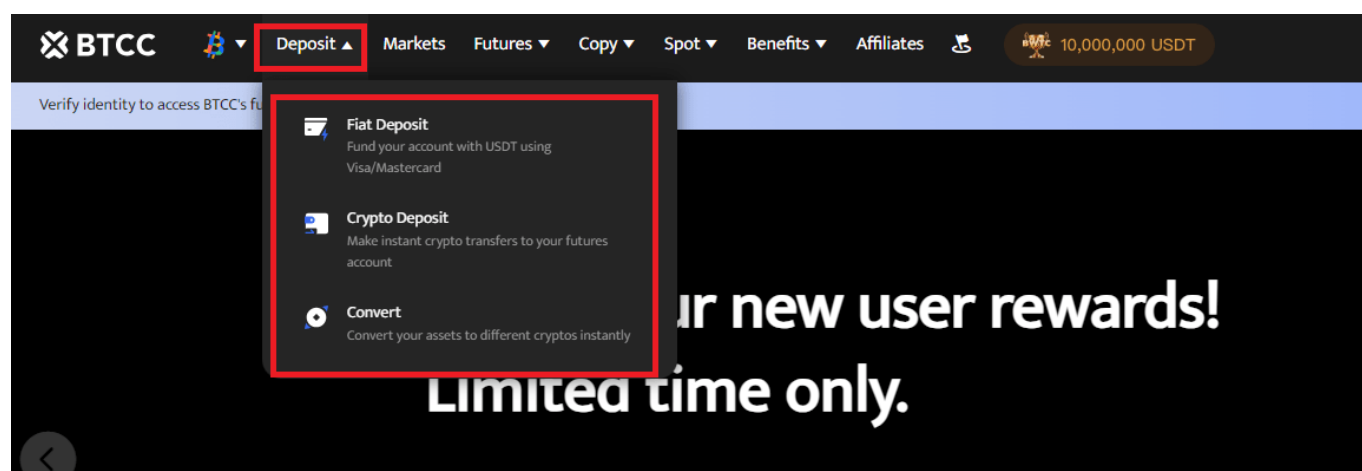 BTCC Deposit Markets Futures Copy Spot Benefits Affiliates 10,000,000 USDT
Verify identity to access BTCC's fu
Fiat Deposit
Fund your account with USDT using
Visa/Mastercard
Crypto Deposit
Make instant crypto transfers to your futures
account
Convert
Convert your assets to different cryptos instantly
ur new user rewards!
Limited time only.